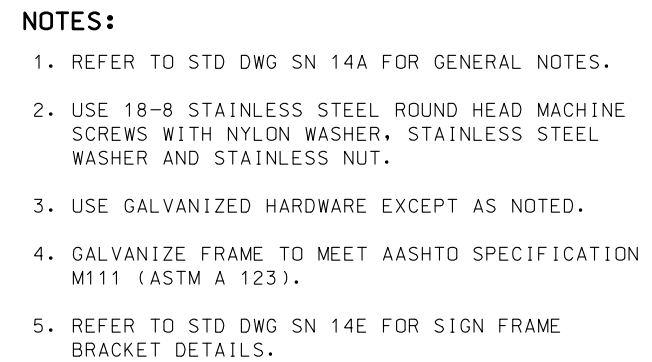 NOTES:
1. REFER TO STD DWG SN 14A FOR GENERAL NOTES.
2. USE 18-8 STAINLESS STEEL ROUND HEAD MACHINE
SCREWS WITH NYLON WASHER, STAINLESS STEEL
WASHER AND STAINLESS NUT.
3. USE GALVANIZED HARDWARE EXCEPT AS NOTED.
4. GALVANIZE FRAME TO MEET AASHTO SPECIFICATION
M111 (ASTM A 123).
5. REFER TO STD DWG SN 14E FOR SIGN FRAME
BRACKET DETAILS.